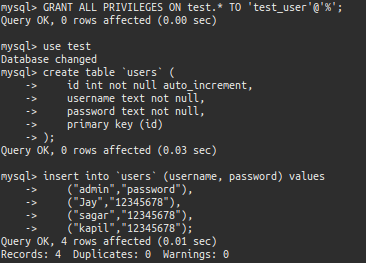 mysql> GRANT ALL PRIVILEGES ON test.* TO 'test_user'@'%';
Query OK, 0 rows affected (0.00 sec)
mysql> use test
Database changed
mysql> create table `users` (
    ->     id int not null auto_increment,
    ->     username text not null,
    ->     password text not null,
    ->     primary key (id)
    -> );
Query OK, 0 rows affected (0.03 sec)
mysql> insert into `users` (username, password) values
    ->     ("admin","password"),
    ->     ("Jay","12345678"),
    ->     ("sagar","12345678"),
    ->     ("kapil","12345678");
Query OK, 4 rows affected (0.01 sec)
Records: 4  Duplicates: 0  Warnings: 0